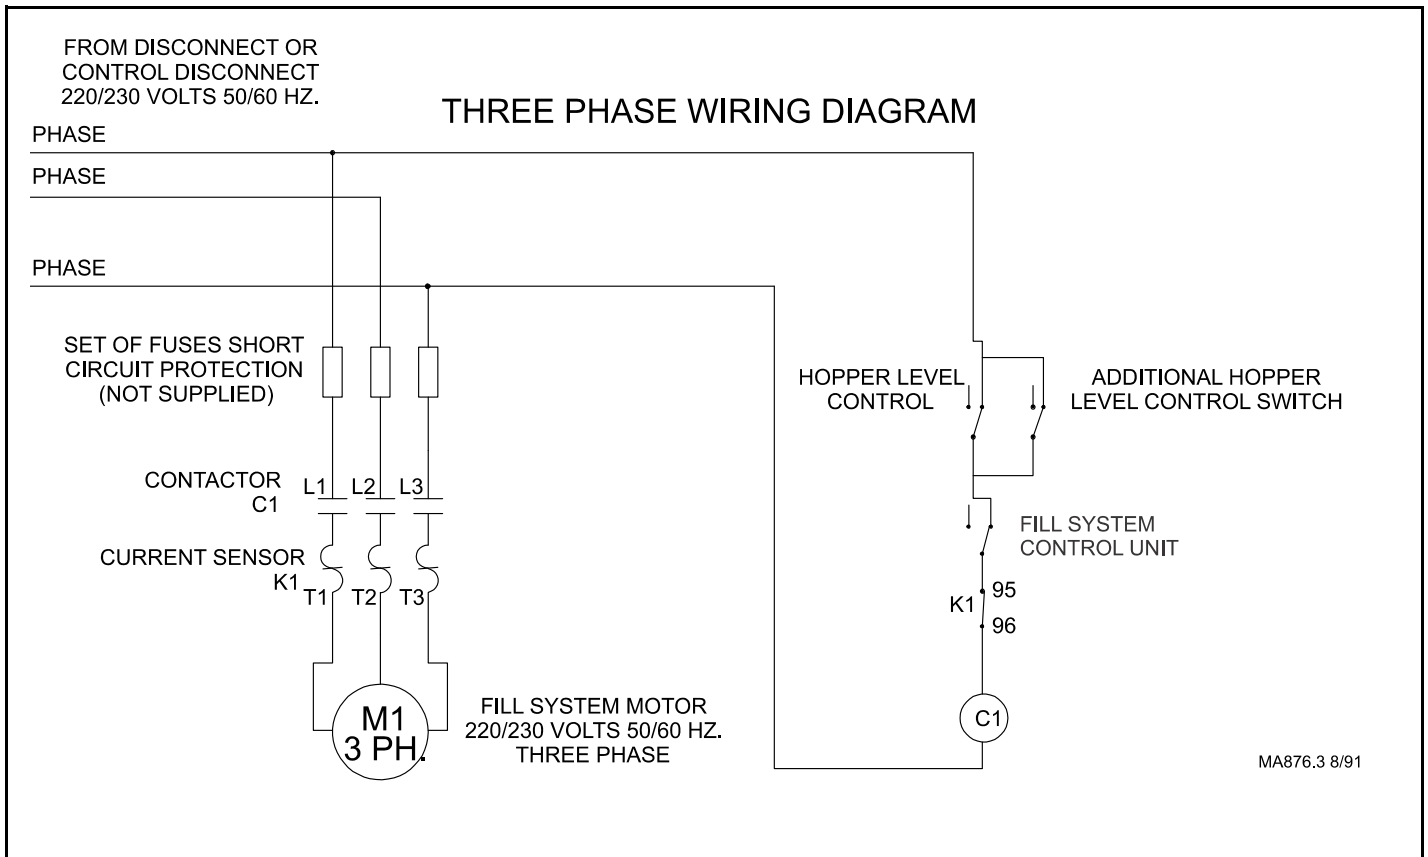 FROM DISCONNECT OR
CONTROL DISCONNECT
220/230 VOLTS 50/60 HZ.
THREE PHASE WIRING DIAGRAM
PHASE
PHASE
PHASE
SET OF FUSES SHORT
CIRCUIT PROTECTION
(NOT SUPPLIED)
HOPPER LEVEL
CONTROL
ADDITIONAL HOPPER
LEVEL CONTROL SWITCH
CONTACTOR
C1
L1
L2
L3
FILL SYSTEM
CONTROL UNIT
CURRENT SENSOR
K1
T1
T2
T3
K1
95
96
M1
3 PH.
FILL SYSTEM MOTOR
220/230 VOLTS 50/60 HZ.
THREE PHASE
C1
MA876.3 8/91